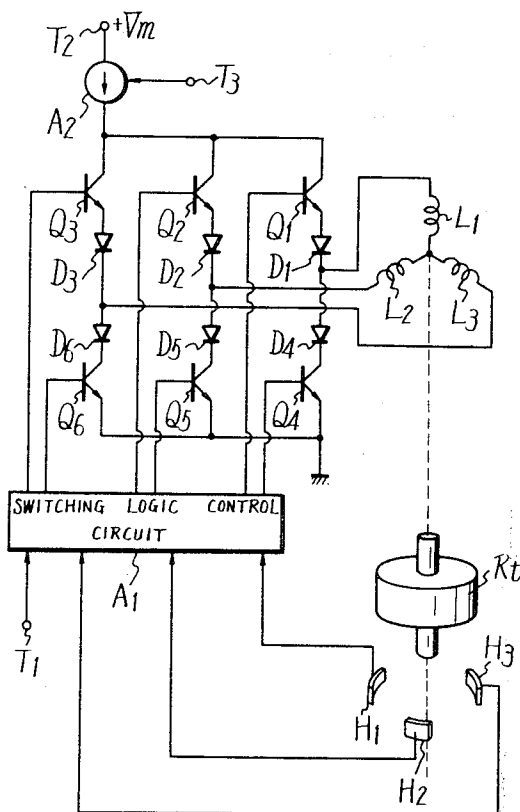 T2 +Vm
T3
A2
Q3 Q2 Q1
D3 D2 D1
L1
L2 L3
D6 D5 D4
Q6 Q5 Q4
SWITCHING LOGIC CONTROL
CIRCUIT
A1
Rt
T1
H1 H3
H2